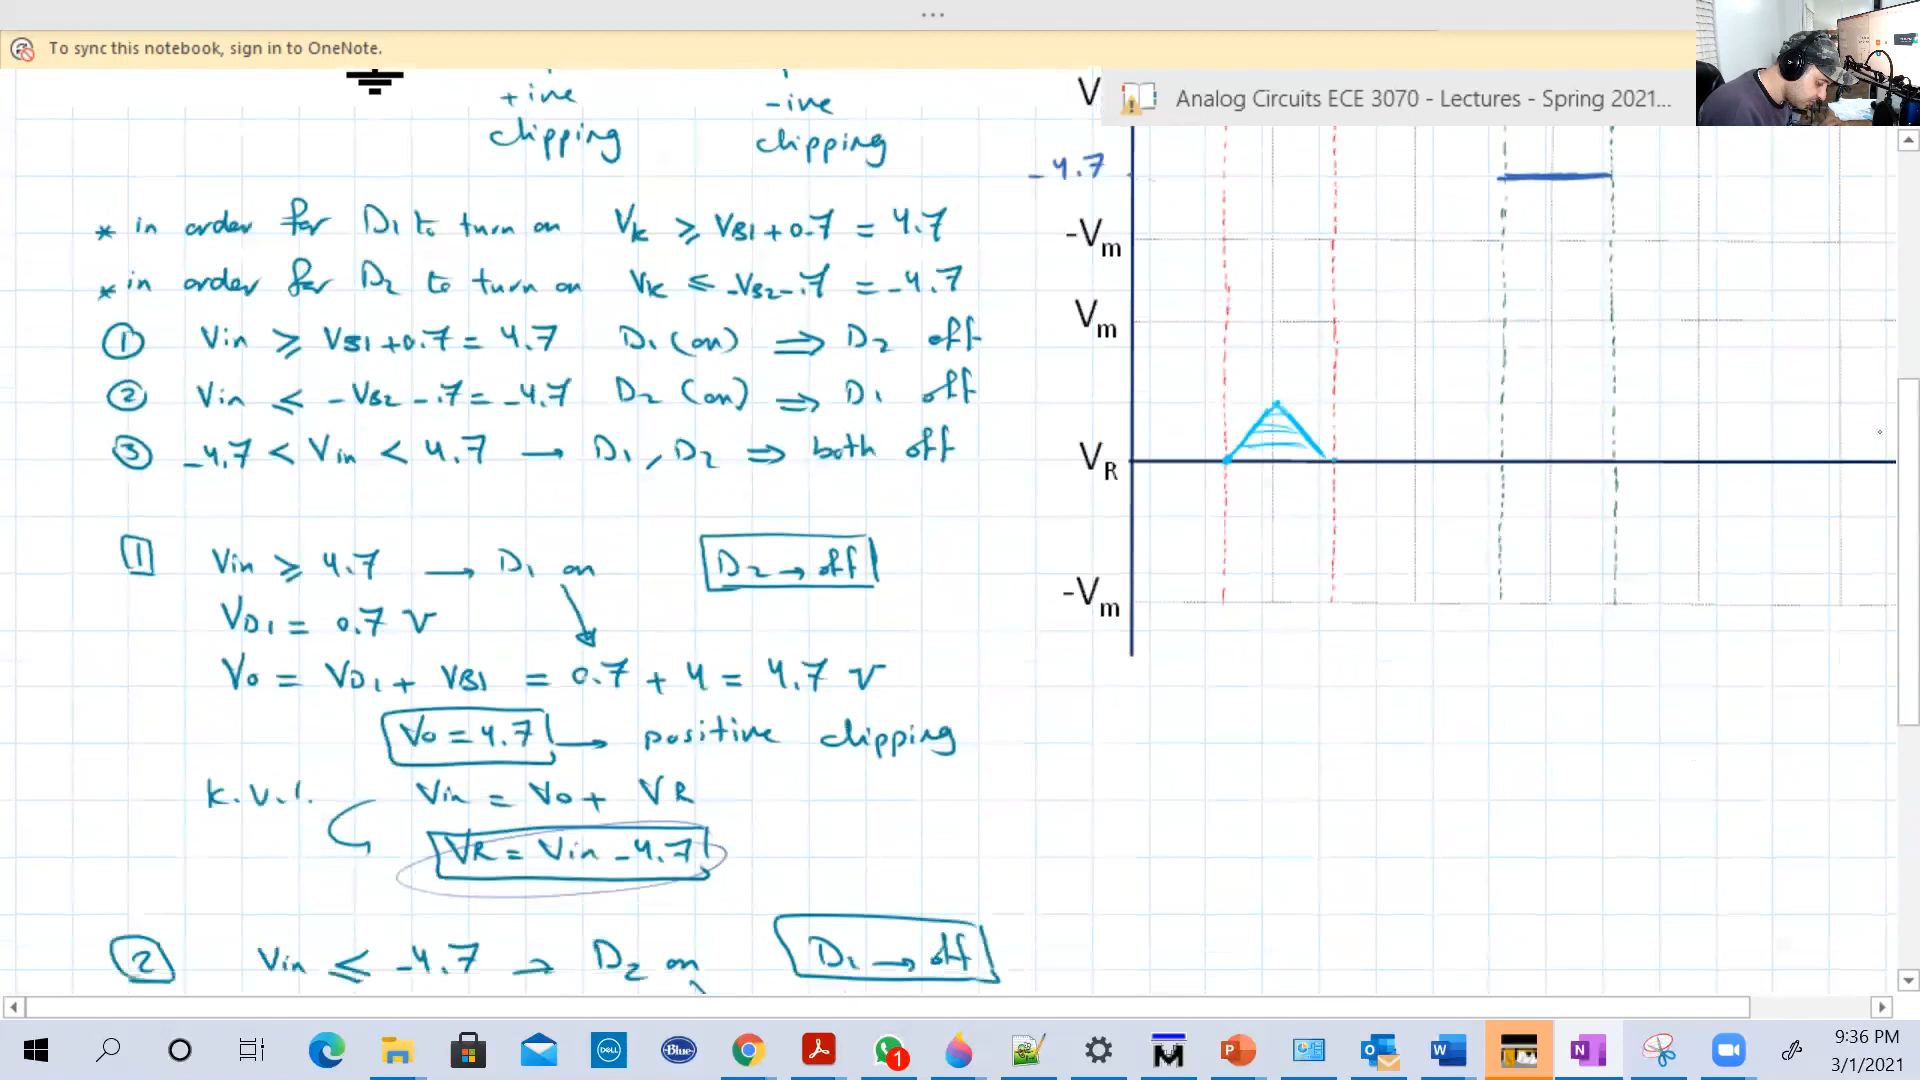 To sync this notebook, sign in to OneNote.
Analog Circuits ECE 3070 - Lectures - Spring 2021...
+ive
clipping
-ive
clipping
* in order for D1 to turn on VK ≥ VB1 + 0.7 = 4.7
* in order for D2 to turn on VK ≤ -VB2 - .7 = -4.7
① Vin ≥ VB1 + 0.7 = 4.7 D1 (on) ⇒ D2 off
② Vin ≤ -VB2 - .7 = -4.7 D2 (on) ⇒ D1 off
③ -4.7 < Vin < 4.7 → D1, D2 ⇒ both off
1 Vin ≥ 4.7 → D1 on D2 → off
VD1 = 0.7 V
Vo = VD1 + VB1 = 0.7 + 4 = 4.7 V
Vo = 4.7 → positive clipping
K.V.L. Vin = Vo + VR
VR = Vin - 4.7
2 Vin ≤ -4.7 → D2 on D1 → off
V
-4.7
-Vm
Vm
VR
-Vm
DELL
Blue
1
9:36 PM
3/1/2021